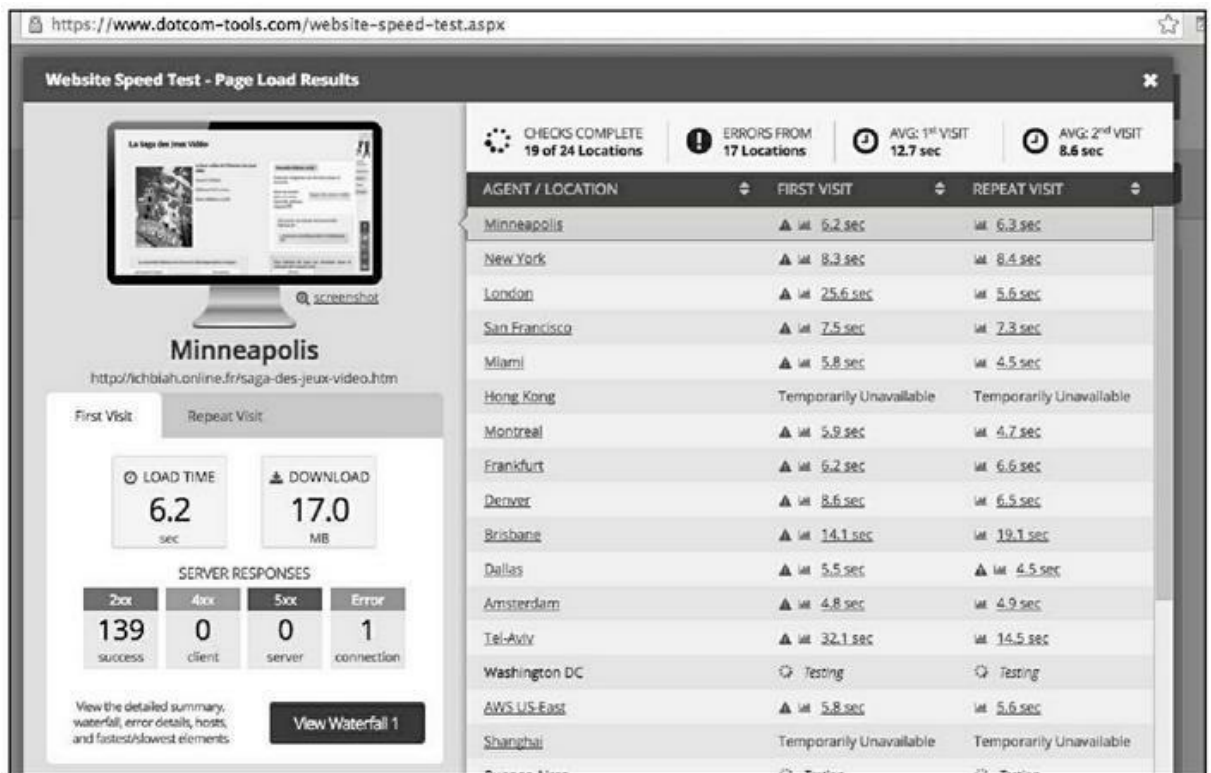 https://www.dotcom-tools.com/website-speed-test.aspx
Website Speed Test - Page Load Results
La Saga des Jeux Vidéo
screenshot
Minneapolis
http://ichbiah.online.fr/saga-des-jeux-video.htm
First Visit Repeat Visit
LOAD TIME
6.2
sec
DOWNLOAD
17.0
MB
SERVER RESPONSES
2xx 4xx 5xx Error
139 0 0 1
success client server connection
View the detailed summary,
waterfall, error details, hosts,
and fastest/slowest elements
View Waterfall 1
CHECKS COMPLETE
19 of 24 Locations
ERRORS FROM
17 Locations
AVG: 1st VISIT
12.7 sec
AVG: 2nd VISIT
8.6 sec
AGENT / LOCATION FIRST VISIT REPEAT VISIT
Minneapolis 6.2 sec 6.3 sec
New York 8.3 sec 8.4 sec
London 25.6 sec 5.6 sec
San Francisco 7.5 sec 7.3 sec
Miami 5.8 sec 4.5 sec
Hong Kong Temporarily Unavailable Temporarily Unavailable
Montreal 5.9 sec 4.7 sec
Frankfurt 6.2 sec 6.6 sec
Denver 8.6 sec 6.5 sec
Brisbane 14.1 sec 19.1 sec
Dallas 5.5 sec 4.5 sec
Amsterdam 4.8 sec 4.9 sec
Tel-Aviv 32.1 sec 14.5 sec
Washington DC Testing Testing
AWS US-East 5.8 sec 5.6 sec
Shanghai Temporarily Unavailable Temporarily Unavailable